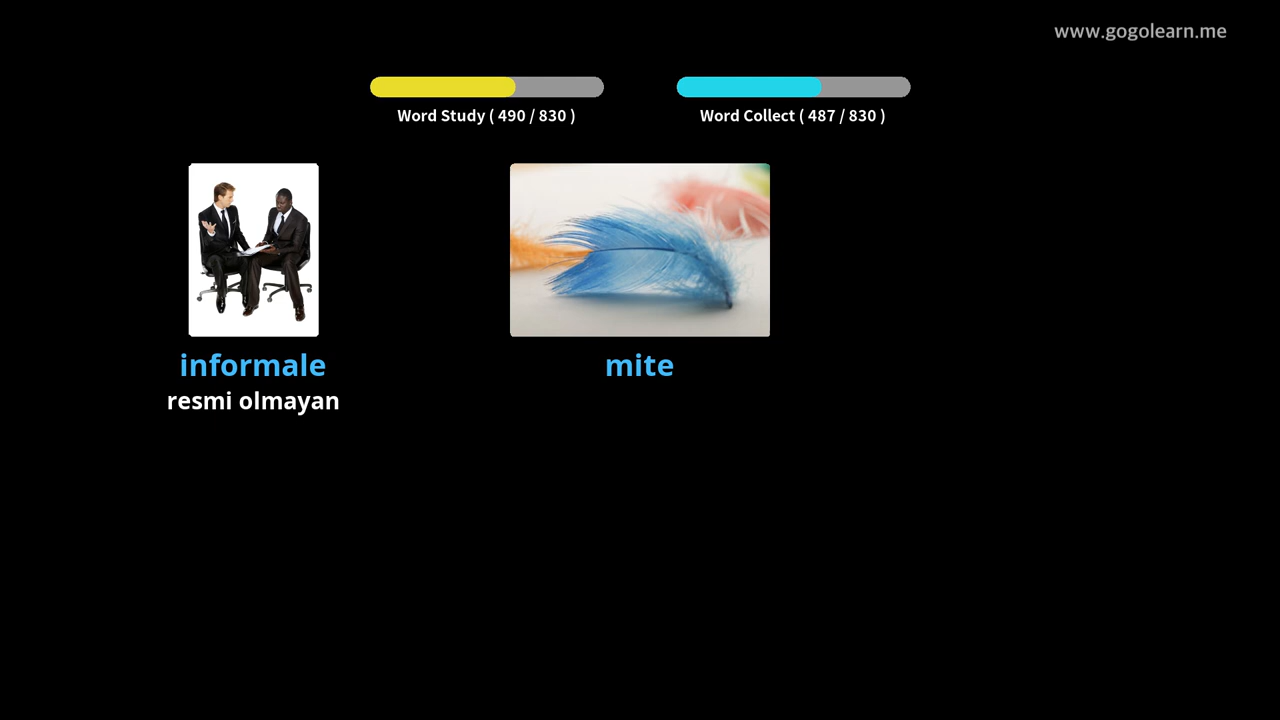 www.gogolearn.me
Word Study ( 490 / 830 )
Word Collect ( 487 / 830 )
informale
resmi olmayan
mite